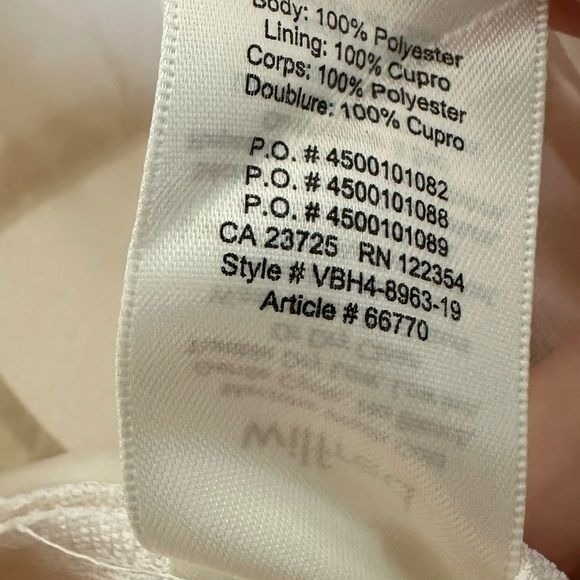 Body: 100% Polyester
Lining: 100% Cupro
Corps: 100% Polyester
Doublure: 100% Cupro
P.O. # 4500101082
P.O. # 4500101088
P.O. # 4500101089
CA 23725 RN 122354
Style # VBH4-8963-19
Article # 66770
Wilfred